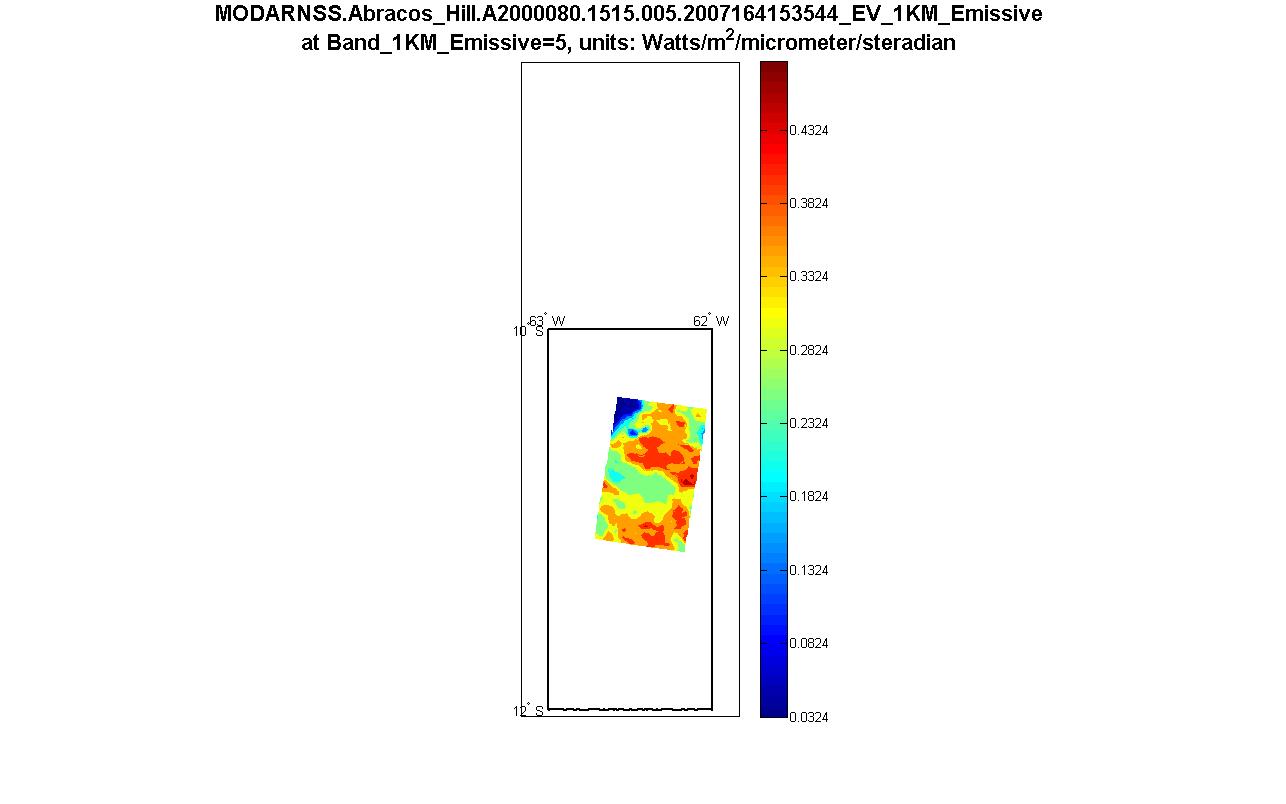 MODARNSS.Abracos_Hill.A2000080.1515.005.2007164153544_EV_1KM_Emissive
at Band_1KM_Emissive=5, units: Watts/m2/micrometer/steradian
0.4324
0.3824
0.3324
63° W
62° W
10° S
0.2824
0.2324
0.1824
0.1324
0.0824
12° S
0.0324